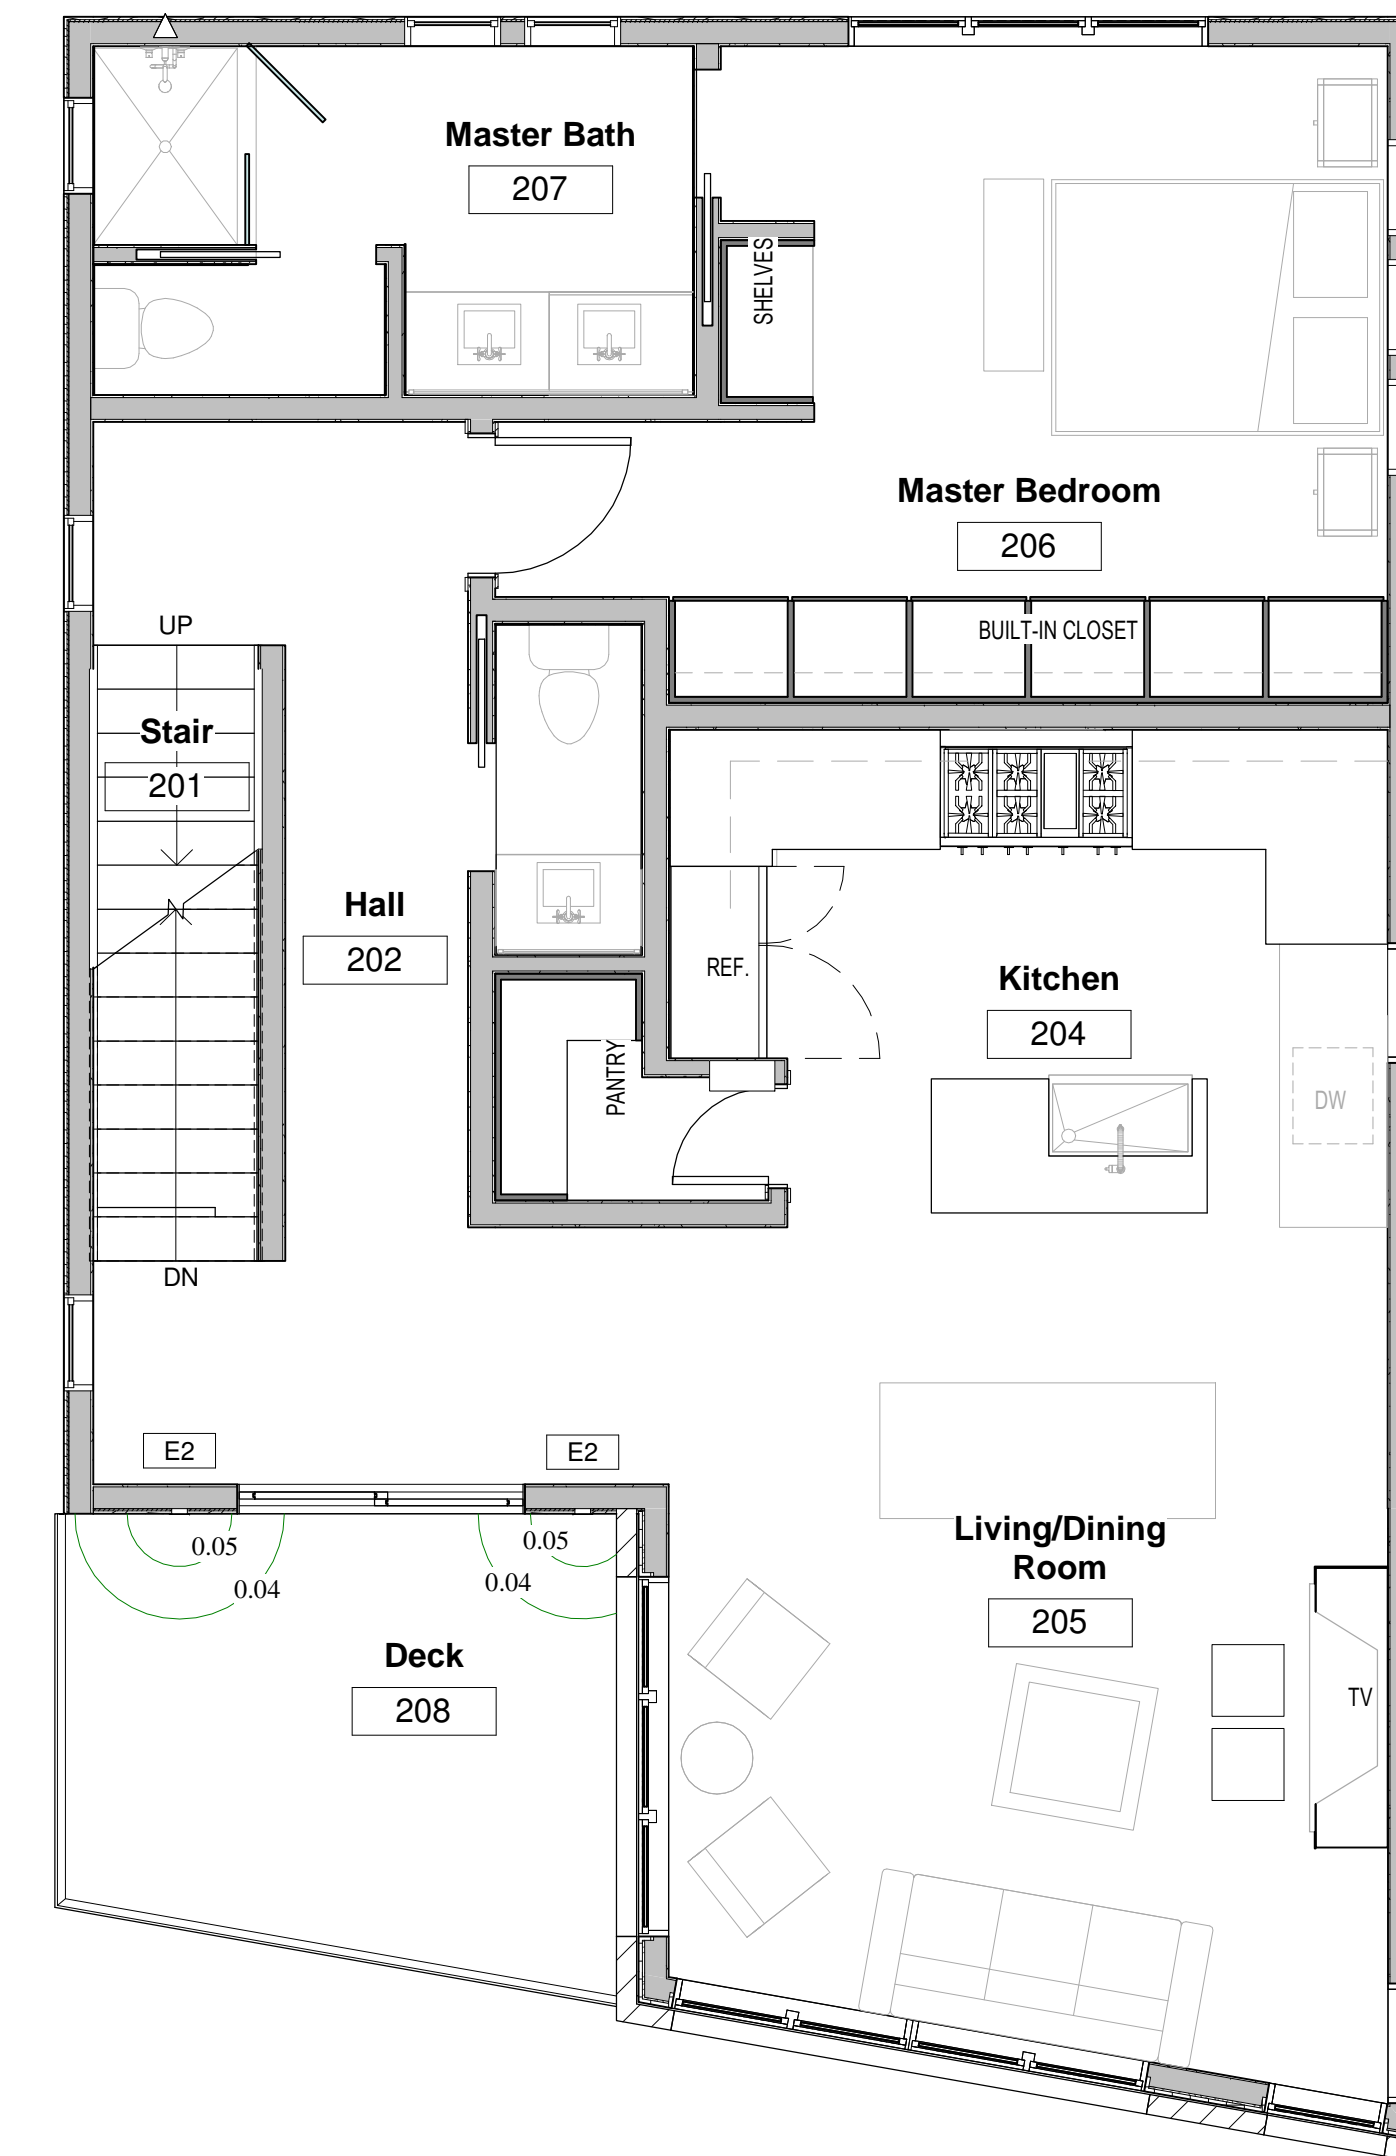 Master Bath
207
SHELVES
Master Bedroom
206
BUILT-IN CLOSET
UP
Stair
201
Hall
202
REF.
Kitchen
204
PANTRY
DW
DN
E2
E2
0.05
0.04
0.05
0.04
Living/Dining
Room
205
Deck
208
TV